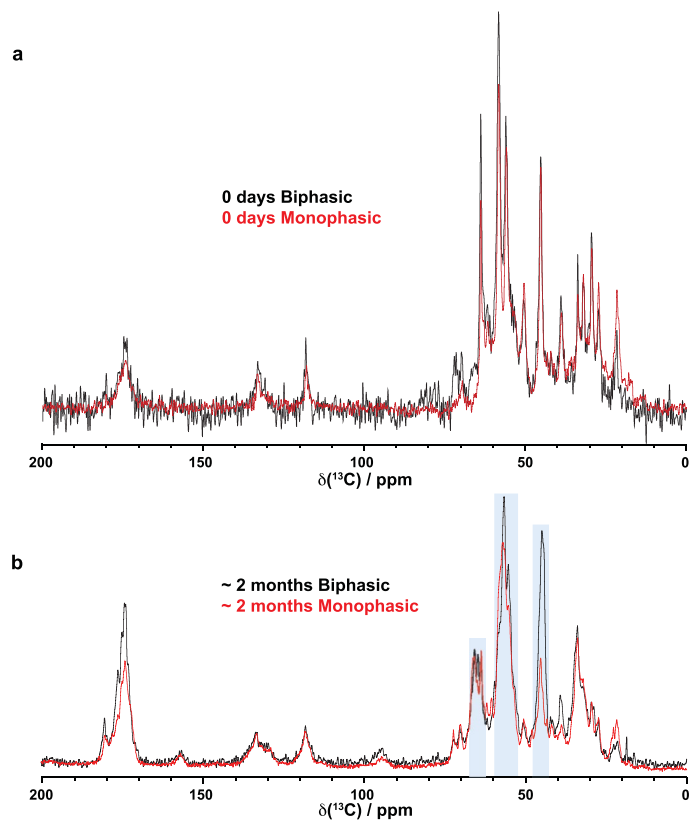 a
0 days Biphasic
0 days Monophasic
200 150 100 50 0
δ(¹³C) / ppm
b
~ 2 months Biphasic
~ 2 months Monophasic
200 150 100 50 0
δ(¹³C) / ppm